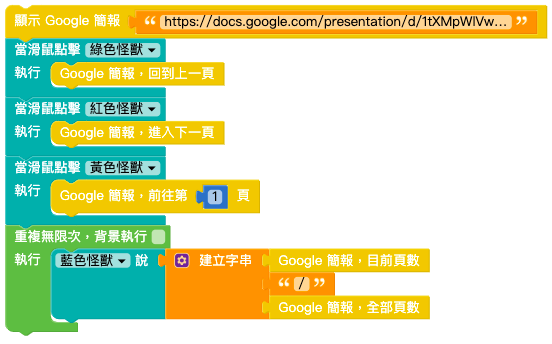 顯示 Google 簡報 “ https://docs.google.com/presentation/d/1tXMpWlVw... ”
當滑鼠點擊 綠色怪獸
執行 Google 簡報，回到上一頁
當滑鼠點擊 紅色怪獸
執行 Google 簡報，進入下一頁
當滑鼠點擊 黃色怪獸
執行 Google 簡報，前往第 1 頁
重複無限次，背景執行
執行 藍色怪獸 說 建立字串 Google 簡報，目前頁數
“ / ”
Google 簡報，全部頁數